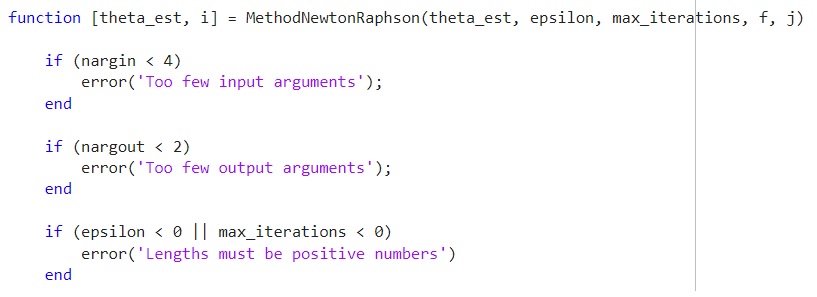 function [theta_est, i] = MethodNewtonRaphson(theta_est, epsilon, max_iterations, f, j)
if (nargin < 4)
error('Too few input arguments');
end
if (nargout < 2)
error('Too few output arguments');
end
if (epsilon < 0 || max_iterations < 0)
error('Lengths must be positive numbers')
end